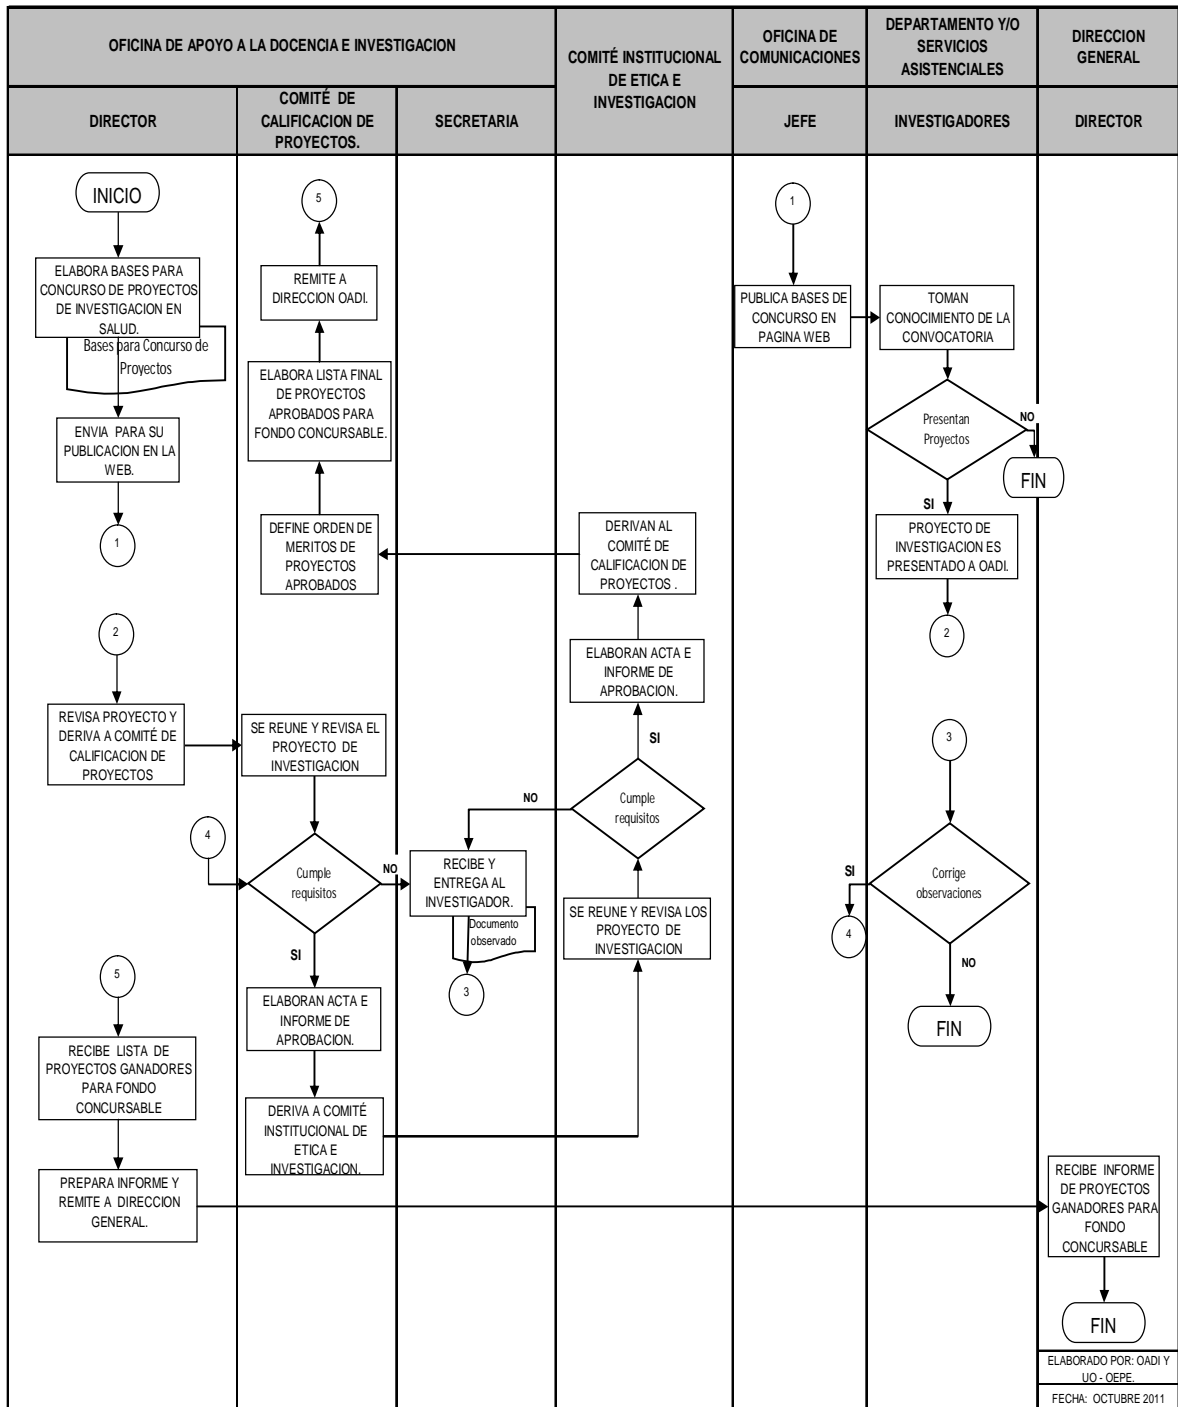 OFICINA DE APOYO A LA DOCENCIA E INVESTIGACION
COMITÉ INSTITUCIONAL
DE ETICA E
INVESTIGACION
OFICINA DE
COMUNICACIONES
DEPARTAMENTO Y/O
SERVICIOS
ASISTENCIALES
DIRECCION
GENERAL
DIRECTOR
COMITÉ DE
CALIFICACION DE
PROYECTOS.
SECRETARIA
JEFE
INVESTIGADORES
DIRECTOR
INICIO
ELABORA BASES PARA
CONCURSO DE PROYECTOS
DE INVESTIGACION EN
SALUD.
Bases para Concurso de
Proyectos
ENVIA PARA SU
PUBLICACION EN LA
WEB.
1
2
REVISA PROYECTO Y
DERIVA A COMITÉ DE
CALIFICACION DE
PROYECTOS
4
5
RECIBE LISTA DE
PROYECTOS GANADORES
PARA FONDO
CONCURSABLE
PREPARA INFORME Y
REMITE A DIRECCION
GENERAL.
5
REMITE A
DIRECCION OADI.
ELABORA LISTA FINAL
DE PROYECTOS
APROBADOS PARA
FONDO CONCURSABLE.
DEFINE ORDEN DE
MERITOS DE
PROYECTOS
APROBADOS
SE REUNE Y REVISA EL
PROYECTO DE
INVESTIGACION
Cumple
requisitos
NO
SI
ELABORAN ACTA E
INFORME DE
APROBACION.
DERIVA A COMITÉ
INSTITUCIONAL DE
ETICA E
INVESTIGACION.
RECIBE Y
ENTREGA AL
INVESTIGADOR.
Documento
observado
3
DERIVAN AL
COMITÉ DE
CALIFICACION DE
PROYECTOS .
ELABORAN ACTA E
INFORME DE
APROBACION.
SI
NO
Cumple
requisitos
SE REUNE Y REVISA LOS
PROYECTO DE
INVESTIGACION
1
PUBLICA BASES DE
CONCURSO EN
PAGINA WEB
TOMAN
CONOCIMIENTO DE LA
CONVOCATORIA
Presentan
Proyectos
NO
FIN
SI
PROYECTO DE
INVESTIGACION ES
PRESENTADO A OADI.
2
3
Corrige
observaciones
SI
4
NO
FIN
RECIBE INFORME
DE PROYECTOS
GANADORES PARA
FONDO
CONCURSABLE
FIN
ELABORADO POR: OADI Y
UO - OEPE.
FECHA: OCTUBRE 2011